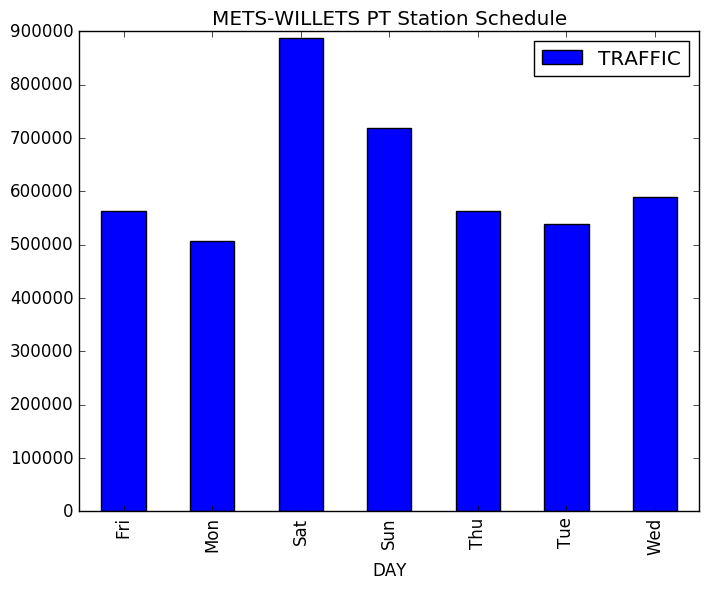 METS-WILLETS PT Station Schedule
TRAFFIC
900000
800000
700000
600000
500000
400000
300000
200000
100000
0
Fri
Mon
Sat
Sun
Thu
Tue
Wed
DAY